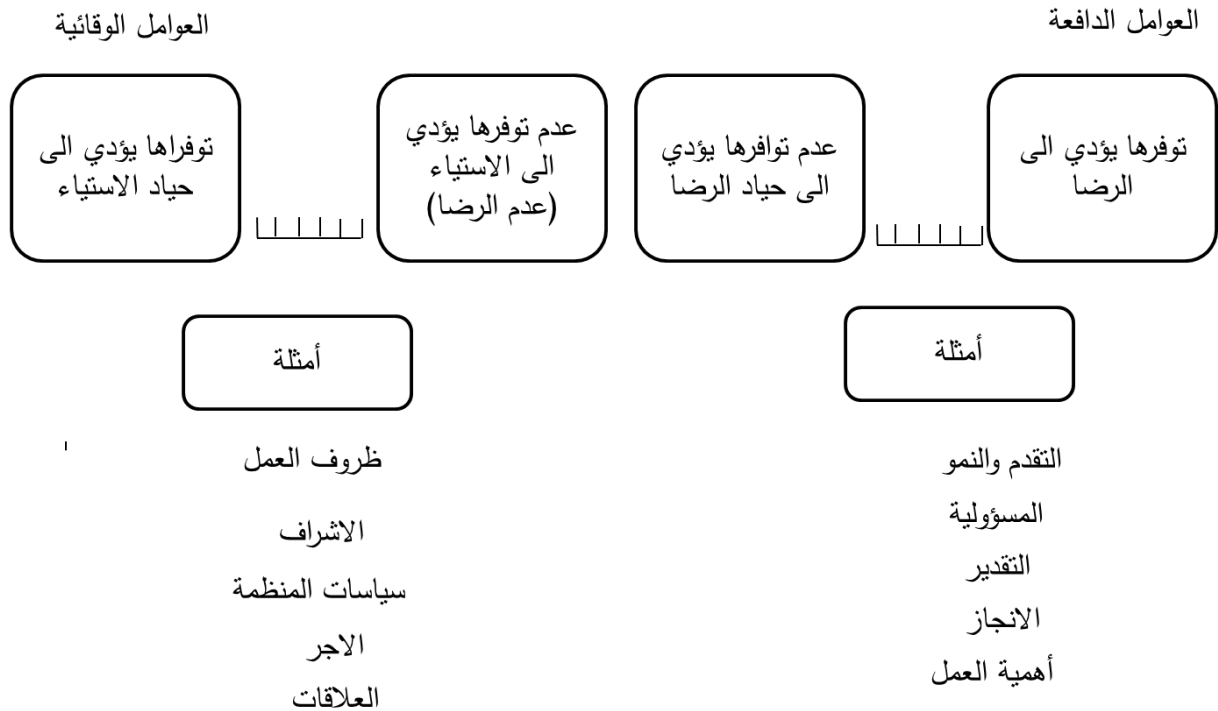 العوامل الدافعة
العوامل الوقائية
توفرها يؤدي الى
الرضا
عدم توافرها يؤدي
الى حياد الرضا
عدم توفرها يؤدي
الى الاستياء
(عدم الرضا)
توفراها يؤدي الى
حياد الاستياء
أمثلة
التقدم والنمو
المسؤولية
التقدير
الانجاز
أهمية العمل
أمثلة
ظروف العمل
الاشراف
سياسات المنظمة
الاجر
العلاقات